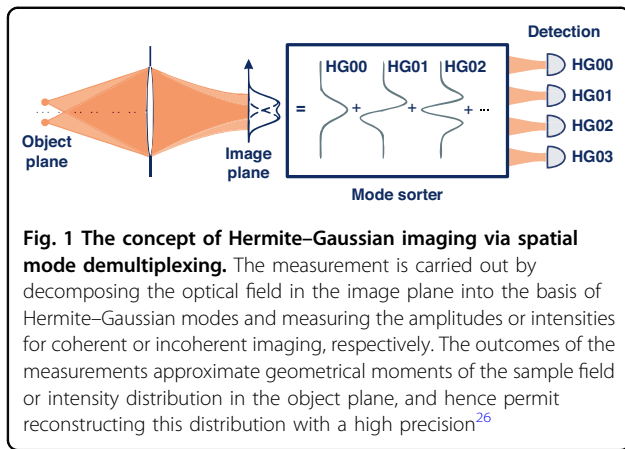 Detection
HG00 HG01 HG02
HG00
HG01
= + + + ...
HG02
HG03
Object
plane
Image
plane
Mode sorter
Fig. 1 The concept of Hermite–Gaussian imaging via spatial
mode demultiplexing. The measurement is carried out by
decomposing the optical field in the image plane into the basis of
Hermite–Gaussian modes and measuring the amplitudes or intensities
for coherent or incoherent imaging, respectively. The outcomes of the
measurements approximate geometrical moments of the sample field
or intensity distribution in the object plane, and hence permit
reconstructing this distribution with a high precision26